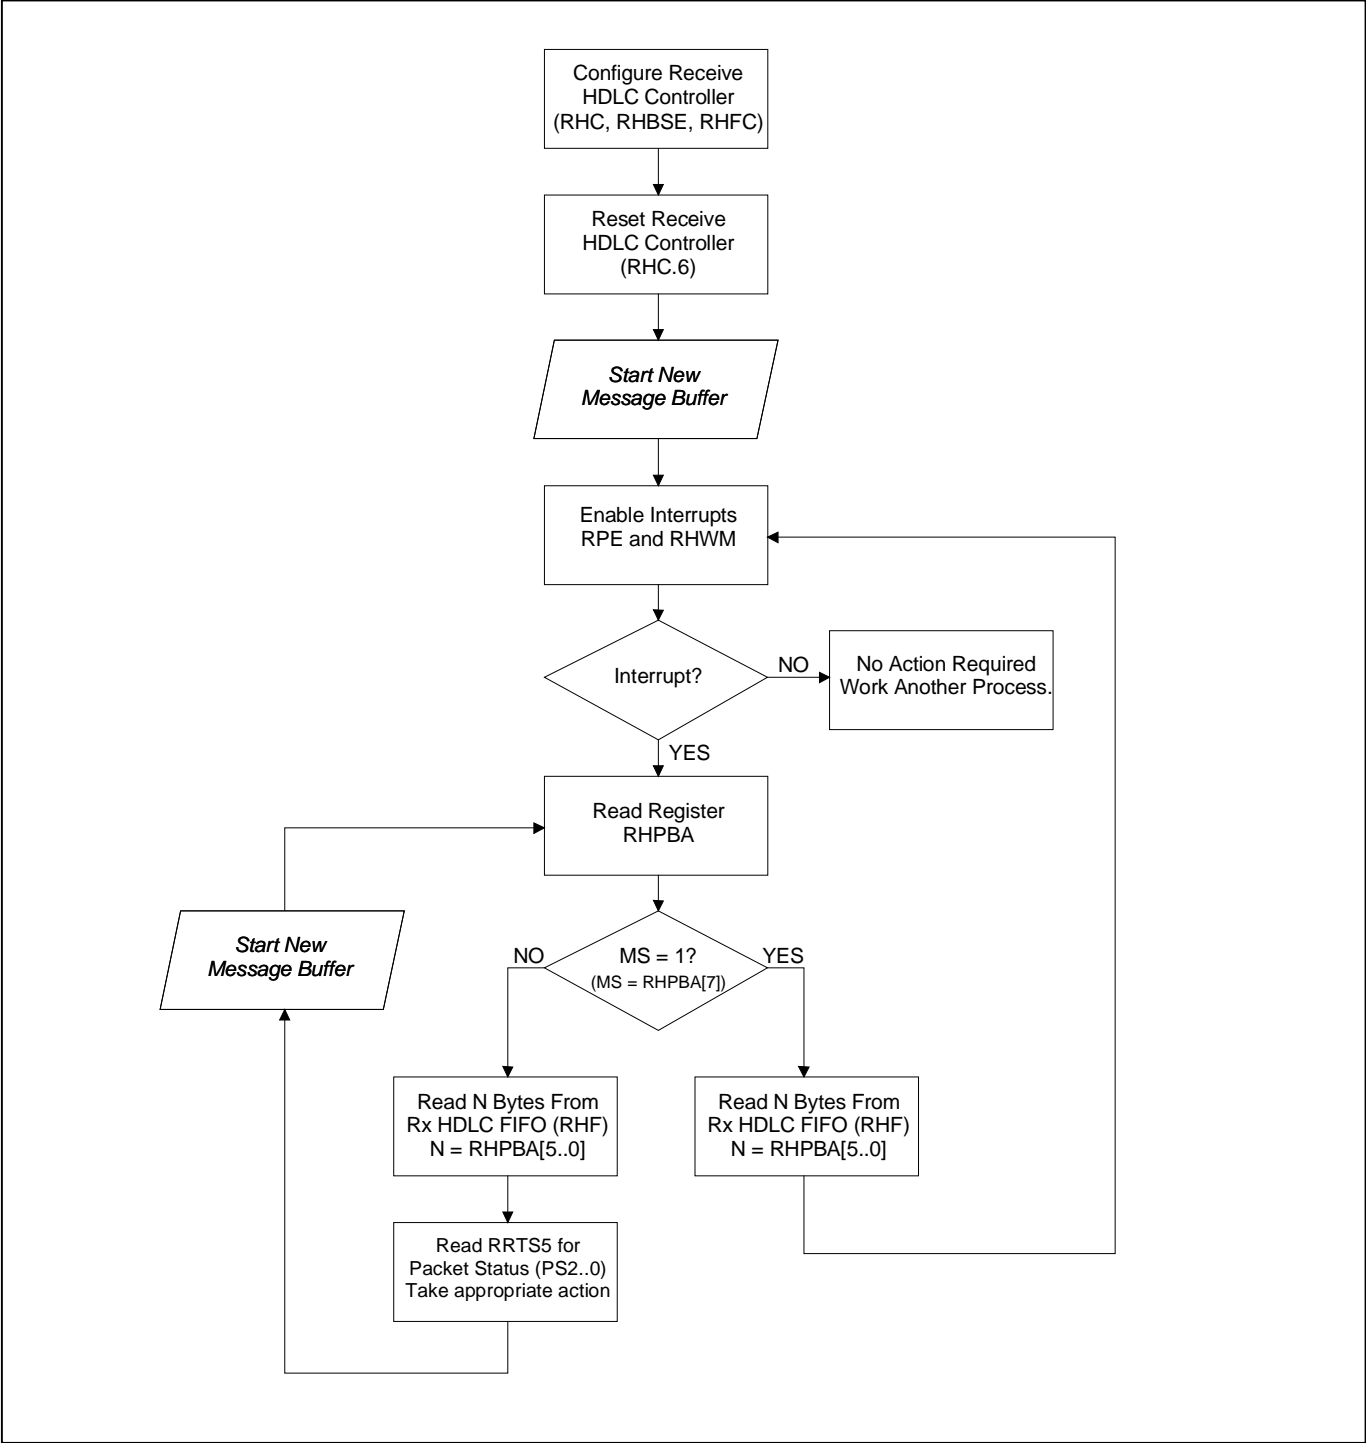 Configure Receive
HDLC Controller
(RHC, RHBSE, RHFC)
Reset Receive
HDLC Controller
(RHC.6)
Start New
Message Buffer
Enable Interrupts
RPE and RHWM
Interrupt?
NO
No Action Required
Work Another Process.
YES
Read Register
RHPBA
Start New
Message Buffer
NO
MS = 1?
(MS = RHPBA[7])
YES
Read N Bytes From
Rx HDLC FIFO (RHF)
N = RHPBA[5..0]
Read N Bytes From
Rx HDLC FIFO (RHF)
N = RHPBA[5..0]
Read RRTS5 for
Packet Status (PS2..0)
Take appropriate action